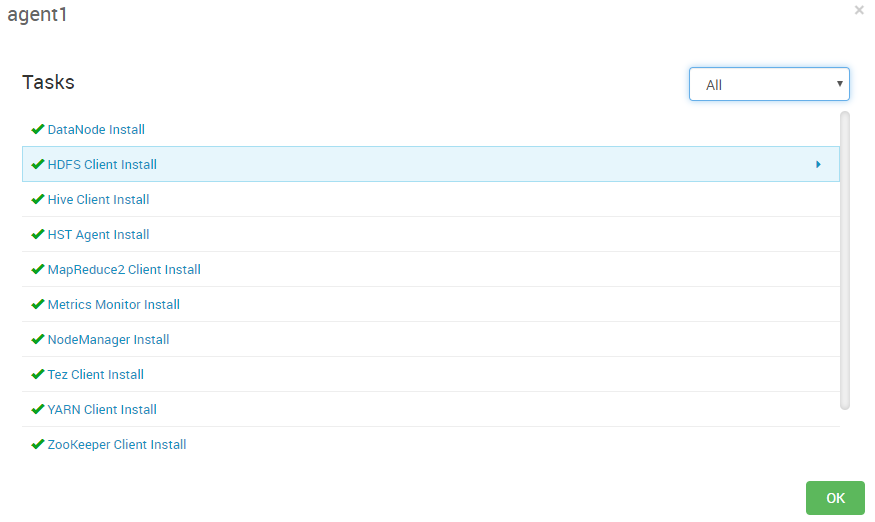 agent1
×
Tasks
All
DataNode Install
HDFS Client Install
Hive Client Install
HST Agent Install
MapReduce2 Client Install
Metrics Monitor Install
NodeManager Install
Tez Client Install
YARN Client Install
ZooKeeper Client Install
OK